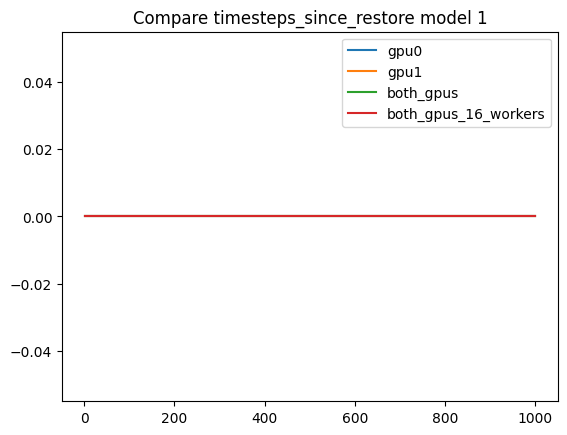 Compare timesteps_since_restore model 1
gpu0
gpu1
both_gpus
both_gpus_16_workers
0.04
0.02
0.00
−0.02
−0.04
0 200 400 600 800 1000